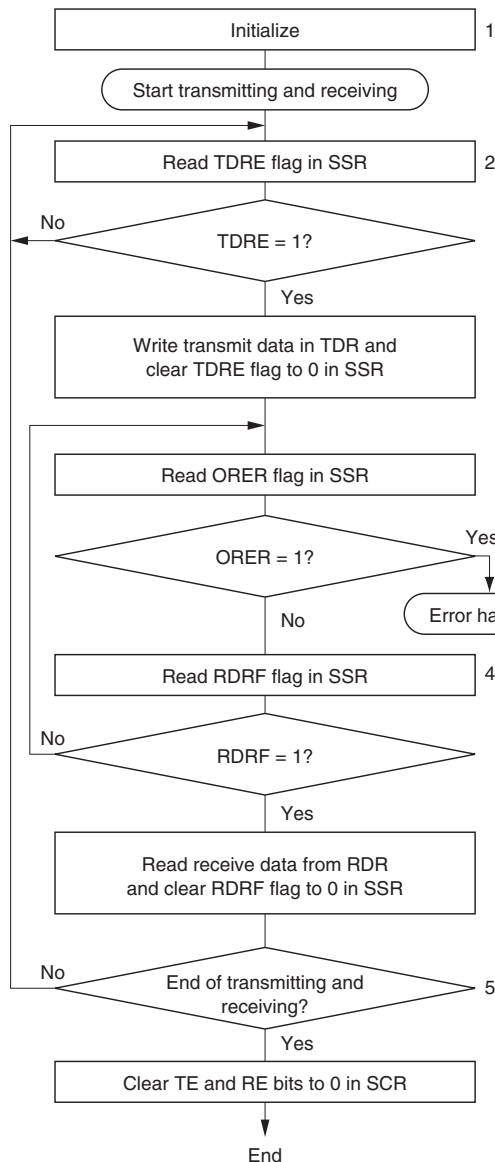 Initialize
1
Start transmitting and receiving
Read TDRE flag in SSR
2
No
TDRE = 1?
Yes
Write transmit data in TDR and
clear TDRE flag to 0 in SSR
Read ORER flag in SSR
Yes
ORER = 1?
Error
No
Read RDRF flag in SSR
4
No
RDRF = 1?
Yes
Read receive data from RDR
and clear RDRF flag to 0 in SSR
No
End of transmitting and
receiving?
5
Yes
Clear TE and RE bits to 0 in SCR
End